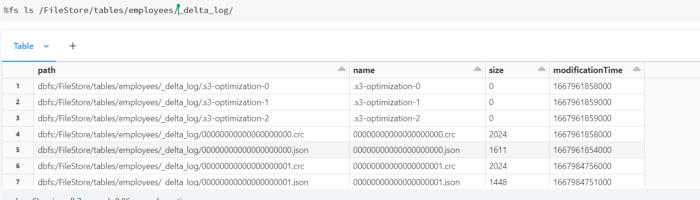 %fs ls /FileStore/tables/employees/_delta_log/
Table +
path name size modificationTime
1 dbfs:/FileStore/tables/employees/_delta_log/.s3-optimization-0 .s3-optimization-0 0 1667961858000
2 dbfs:/FileStore/tables/employees/_delta_log/.s3-optimization-1 .s3-optimization-1 0 1667961859000
3 dbfs:/FileStore/tables/employees/_delta_log/.s3-optimization-2 .s3-optimization-2 0 1667961859000
4 dbfs:/FileStore/tables/employees/_delta_log/00000000000000000000.crc 00000000000000000000.crc 2024 1667961858000
5 dbfs:/FileStore/tables/employees/_delta_log/00000000000000000000.json 00000000000000000000.json 1611 1667961854000
6 dbfs:/FileStore/tables/employees/_delta_log/00000000000000000001.crc 00000000000000000001.crc 2024 1667984756000
7 dbfs:/FileStore/tables/employees/_delta_log/00000000000000000001.json 00000000000000000001.json 1448 1667984751000